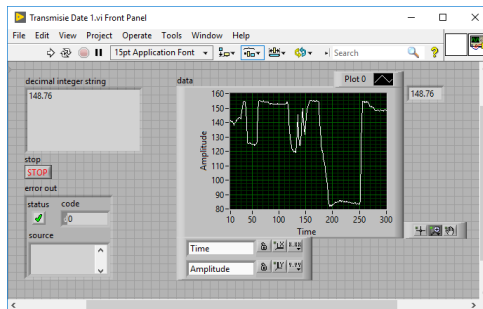 Transmisie Date 1.vi Front Panel
File Edit View Project Operate Tools Window Help
15pt Application Font Search
decimal integer string
148.76
stop
STOP
error out
status code
0
source
data
Plot 0
148.76
Amplitude
160
150
140
130
120
110
100
90
80
10 50 100 150 200 250 300
Time
Time
Amplitude